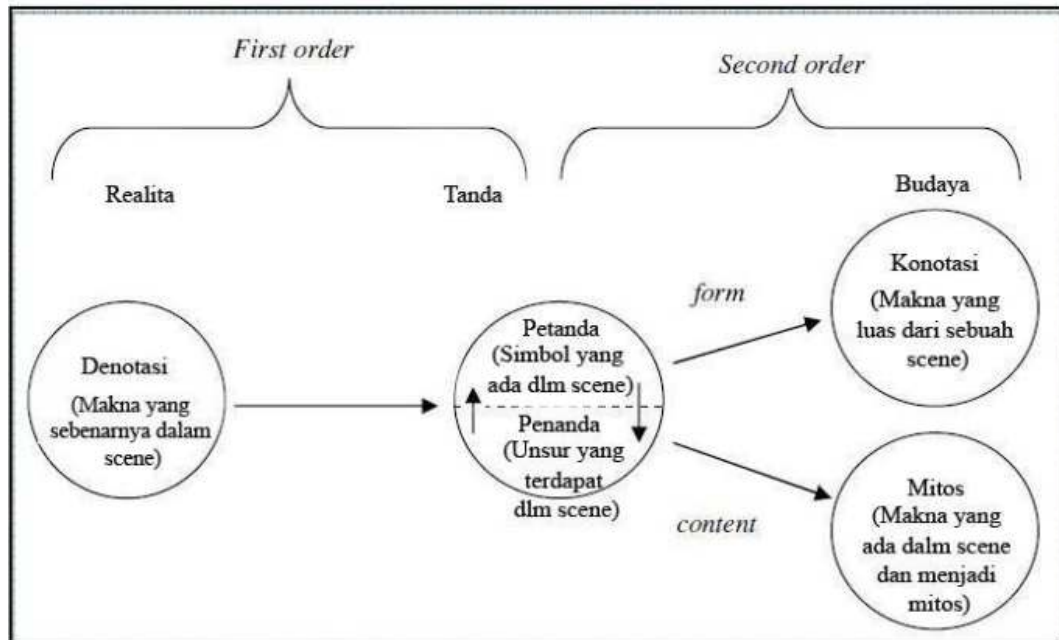 First order
Second order
Realita
Tanda
Budaya
Denotasi
(Makna yang
sebenarnya dalam
scene)
Petanda
(Simbol yang
ada dlm scene)
Penanda
(Unsur yang
terdapat
dlm scene)
form
content
Konotasi
(Makna yang
luas dari sebuah
scene)
Mitos
(Makna yang
ada dalm scene
dan menjadi
mitos)